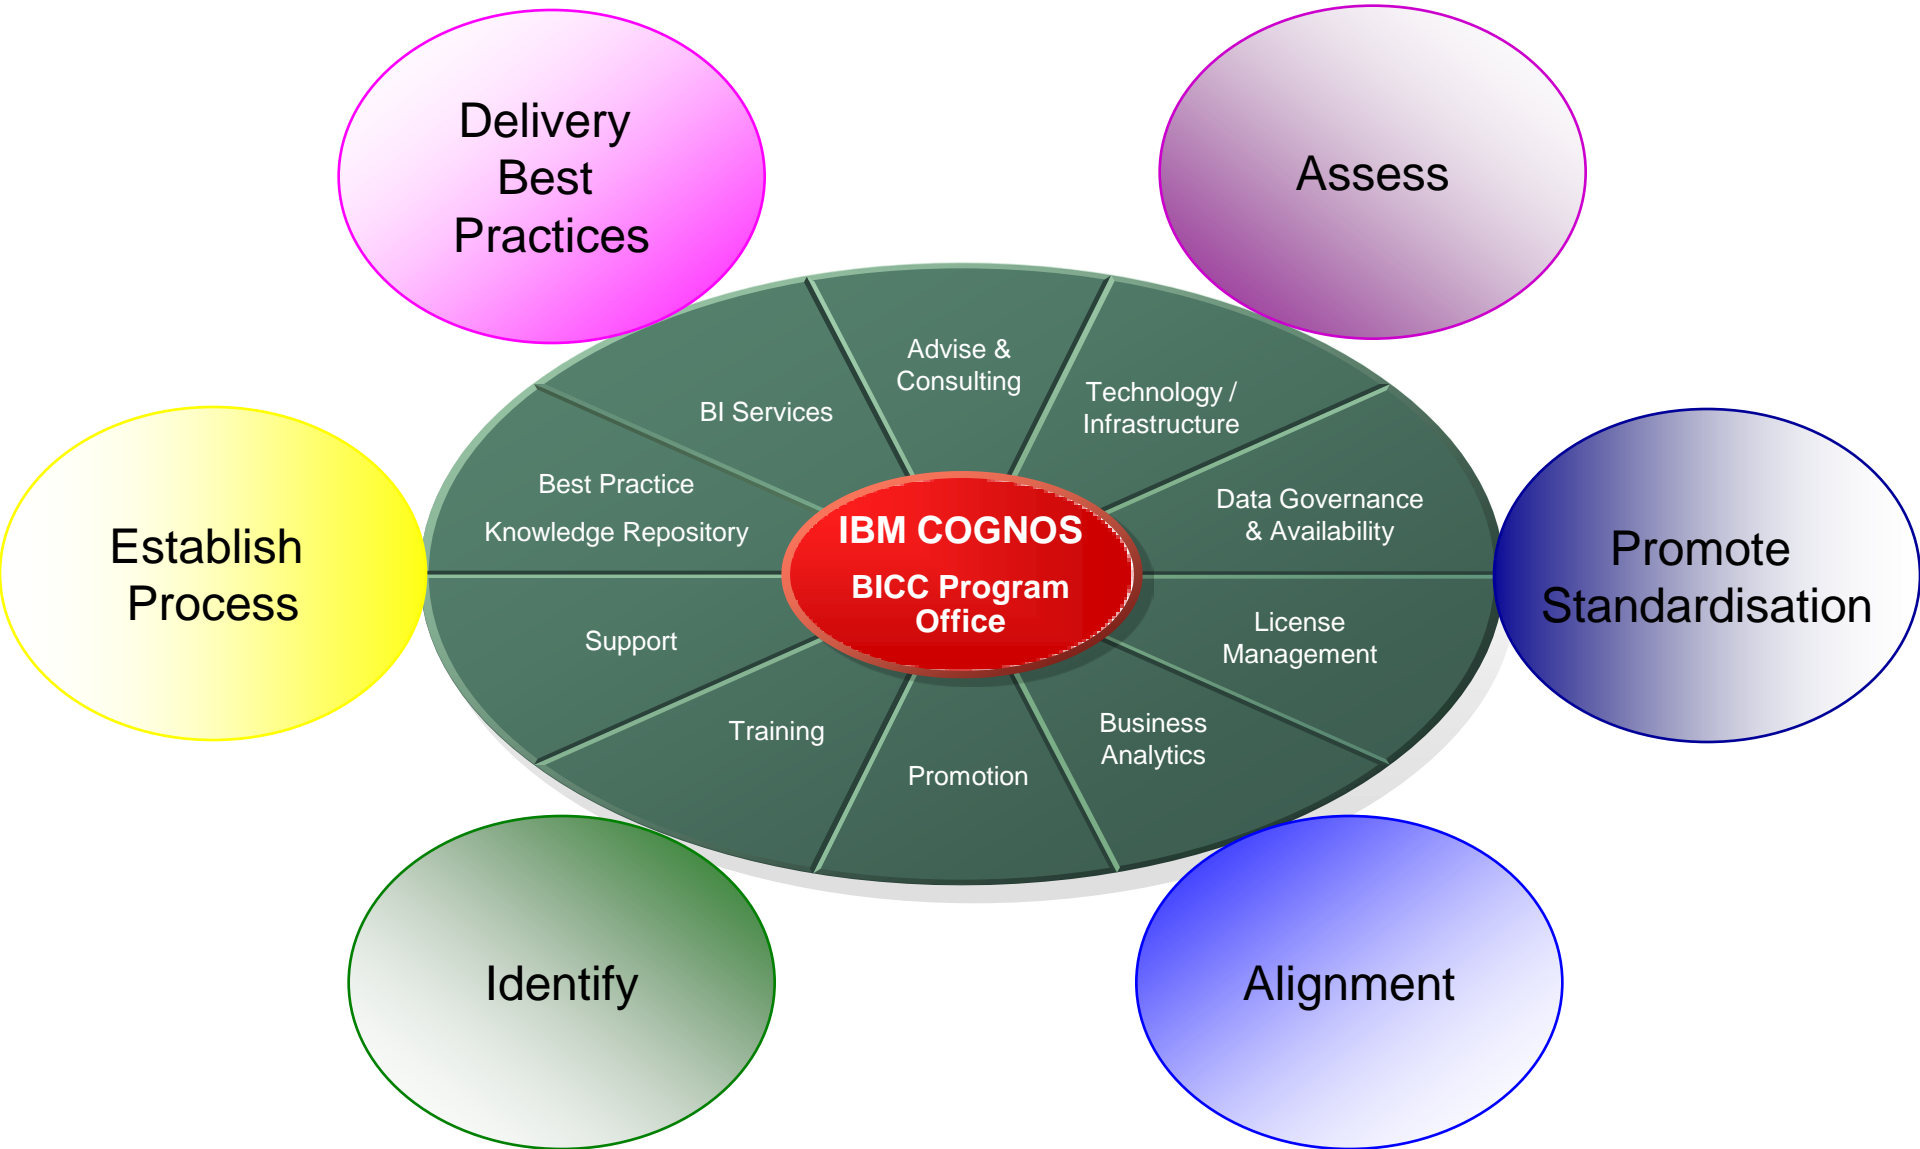 Delivery
Best
Practices
Assess
Advise &
Consulting
Technology /
Infrastructure
BI Services
Data Governance
& Availability
Best Practice
Knowledge Repository
IBM COGNOS
BICC Program
Office
Establish
Process
Promote
Standardisation
Support
License
Management
Training
Business
Analytics
Promotion
Identify
Alignment